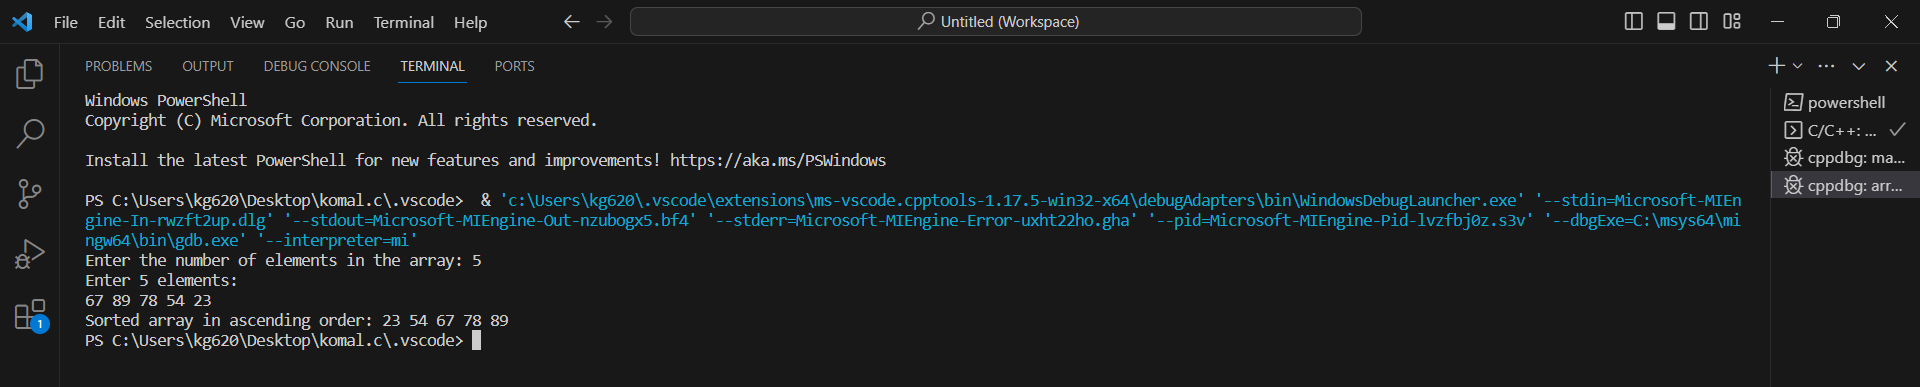 File Edit Selection View Go Run Terminal Help
Untitled (Workspace)
PROBLEMS OUTPUT DEBUG CONSOLE TERMINAL PORTS
Windows PowerShell
Copyright (C) Microsoft Corporation. All rights reserved.
Install the latest PowerShell for new features and improvements! https://aka.ms/PSWindows
PS C:\Users\kg620\Desktop\komal.c\.vscode>  & 'c:\Users\kg620\.vscode\extensions\ms-vscode.cpptools-1.17.5-win32-x64\debugAdapters\bin\WindowsDebugLauncher.exe' '--stdin=Microsoft-MIEn
gine-In-rwzft2up.dlg' '--stdout=Microsoft-MIEngine-Out-nzubogx5.bf4' '--stderr=Microsoft-MIEngine-Error-uxht22ho.gha' '--pid=Microsoft-MIEngine-Pid-lvzfbj0z.s3v' '--dbgExe=C:\msys64\mi
ngw64\bin\gdb.exe' '--interpreter=mi'
Enter the number of elements in the array: 5
Enter 5 elements:
67 89 78 54 23
Sorted array in ascending order: 23 54 67 78 89
PS C:\Users\kg620\Desktop\komal.c\.vscode>
powershell
C/C++: ...
cppdbg: ma...
cppdbg: arr...
1